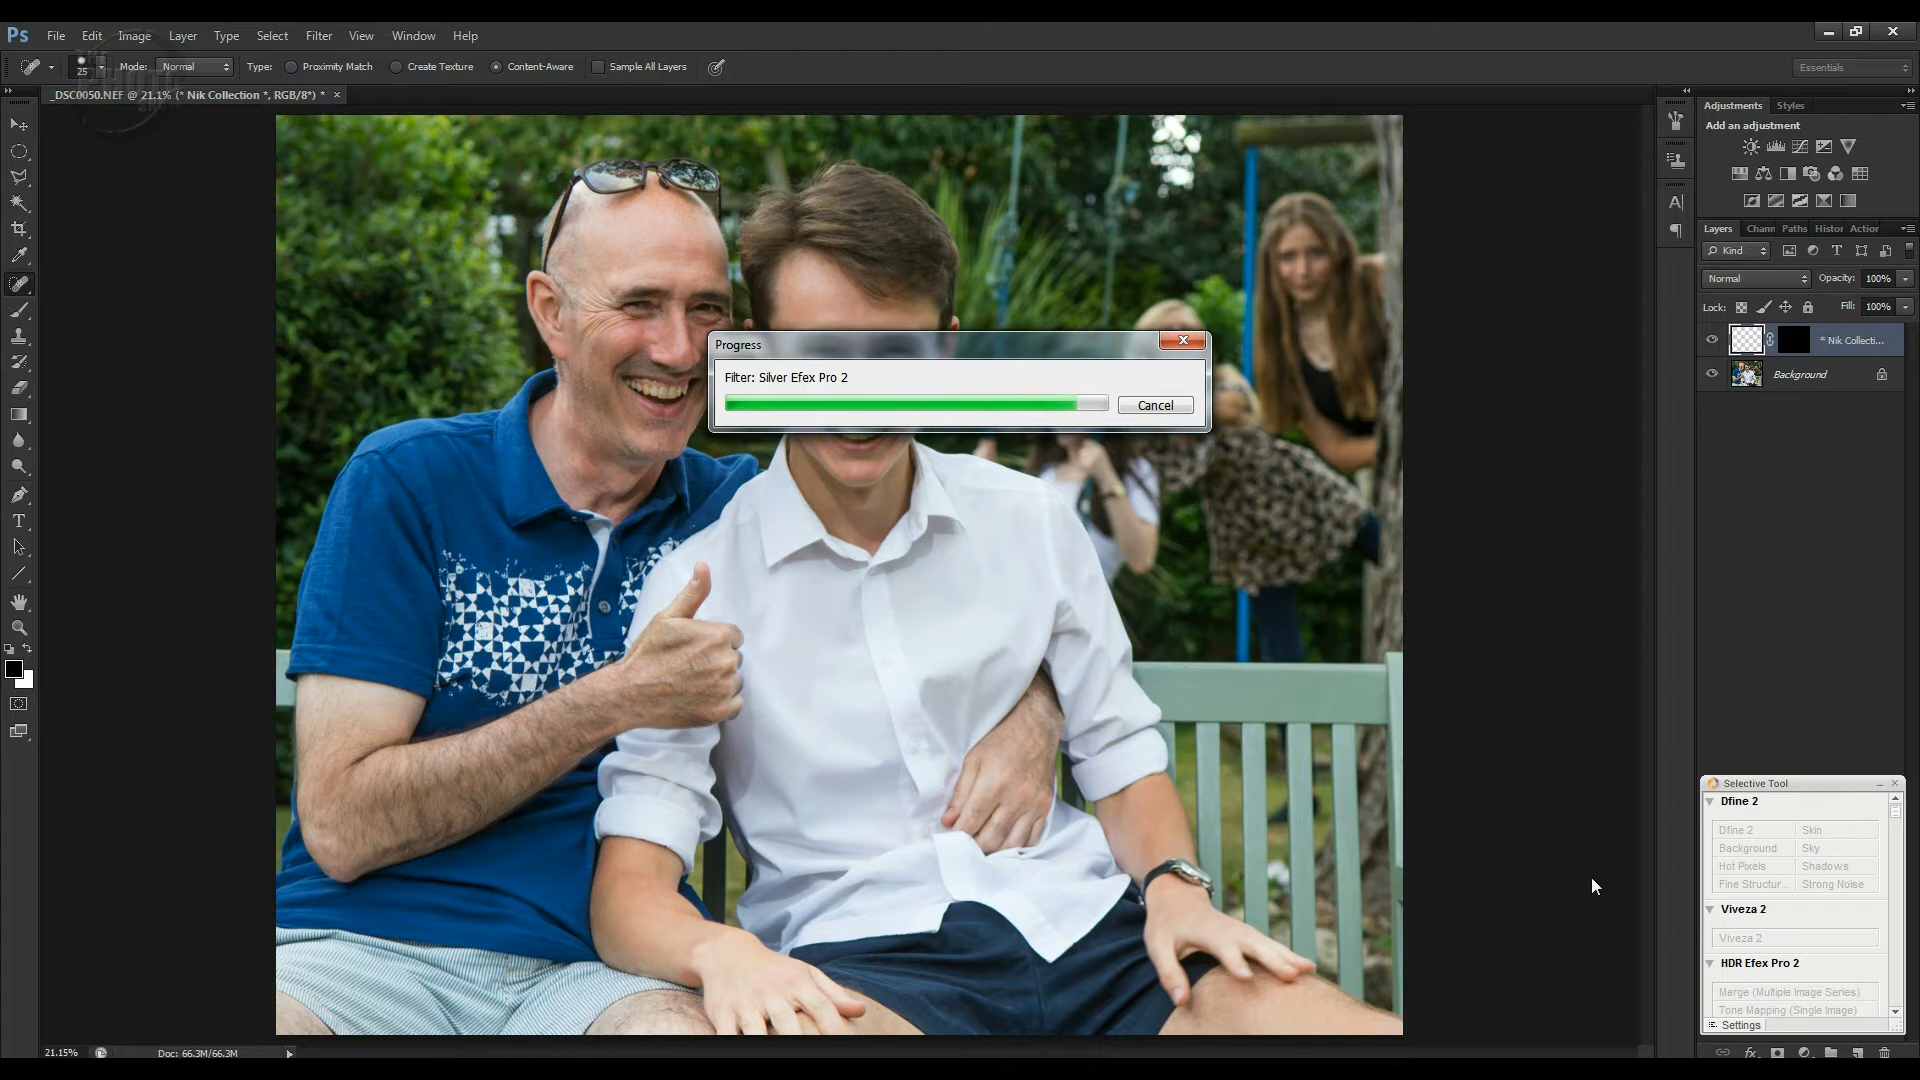 Ps File Edit Image Layer Type Select Filter View Window Help
25 Mode: Normal Type: Proximity Match Create Texture Content-Aware Sample All Layers Essentials
_DSC0050.NEF @ 21.1% (* Nik Collection *, RGB/8*) * ×
Adjustments Styles
Add an adjustment
Layers Chann Paths Histor Action
Kind
Normal Opacity: 100%
Lock: Fill: 100%
* Nik Collecti...
Background
Progress
Filter: Silver Efex Pro 2
Cancel
Selective Tool
Dfine 2
Dfine 2 Skin
Background Sky
Hot Pixels Shadows
Fine Structur... Strong Noise
Viveza 2
Viveza 2
HDR Efex Pro 2
Merge (Multiple Image Series)
Tone Mapping (Single Image)
Settings
21.15% Doc: 66.3M/66.3M